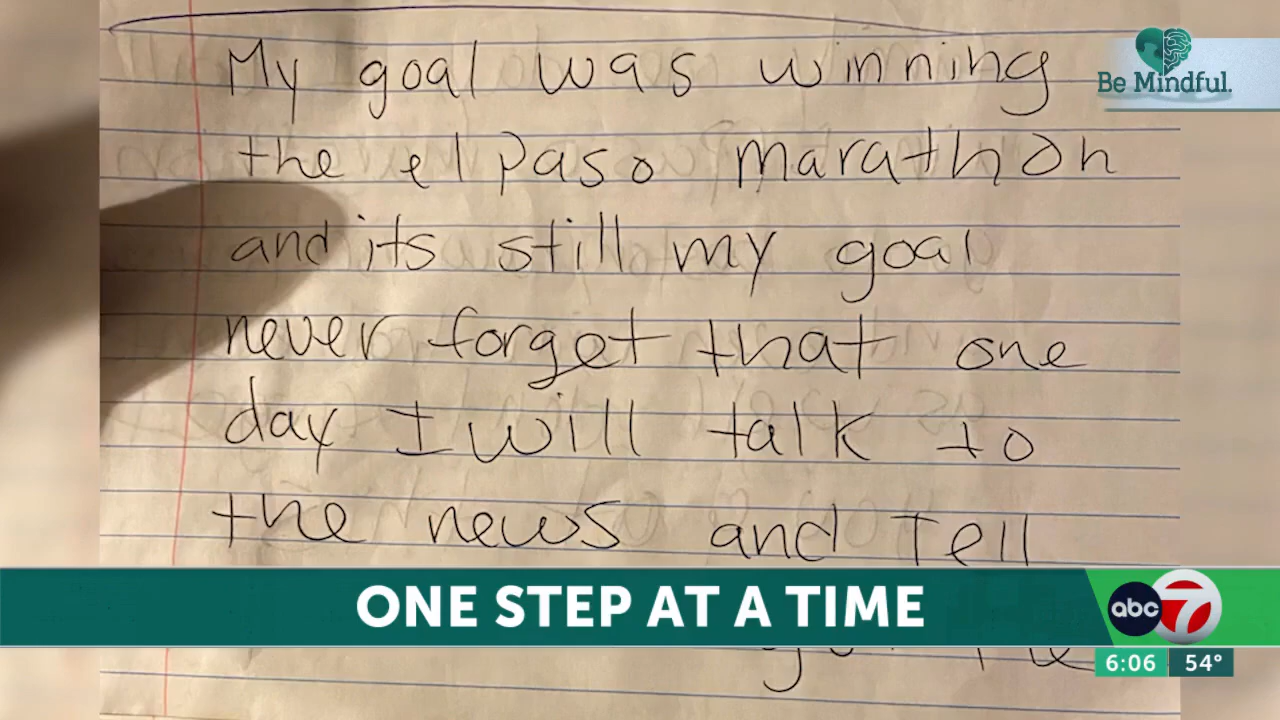 My goal was winning
the el Paso marathon
and its still my goal
never forget that one
day I will talk to
the news and Tell
Be Mindful.
ONE STEP AT A TIME
abc 7
6:06 54°